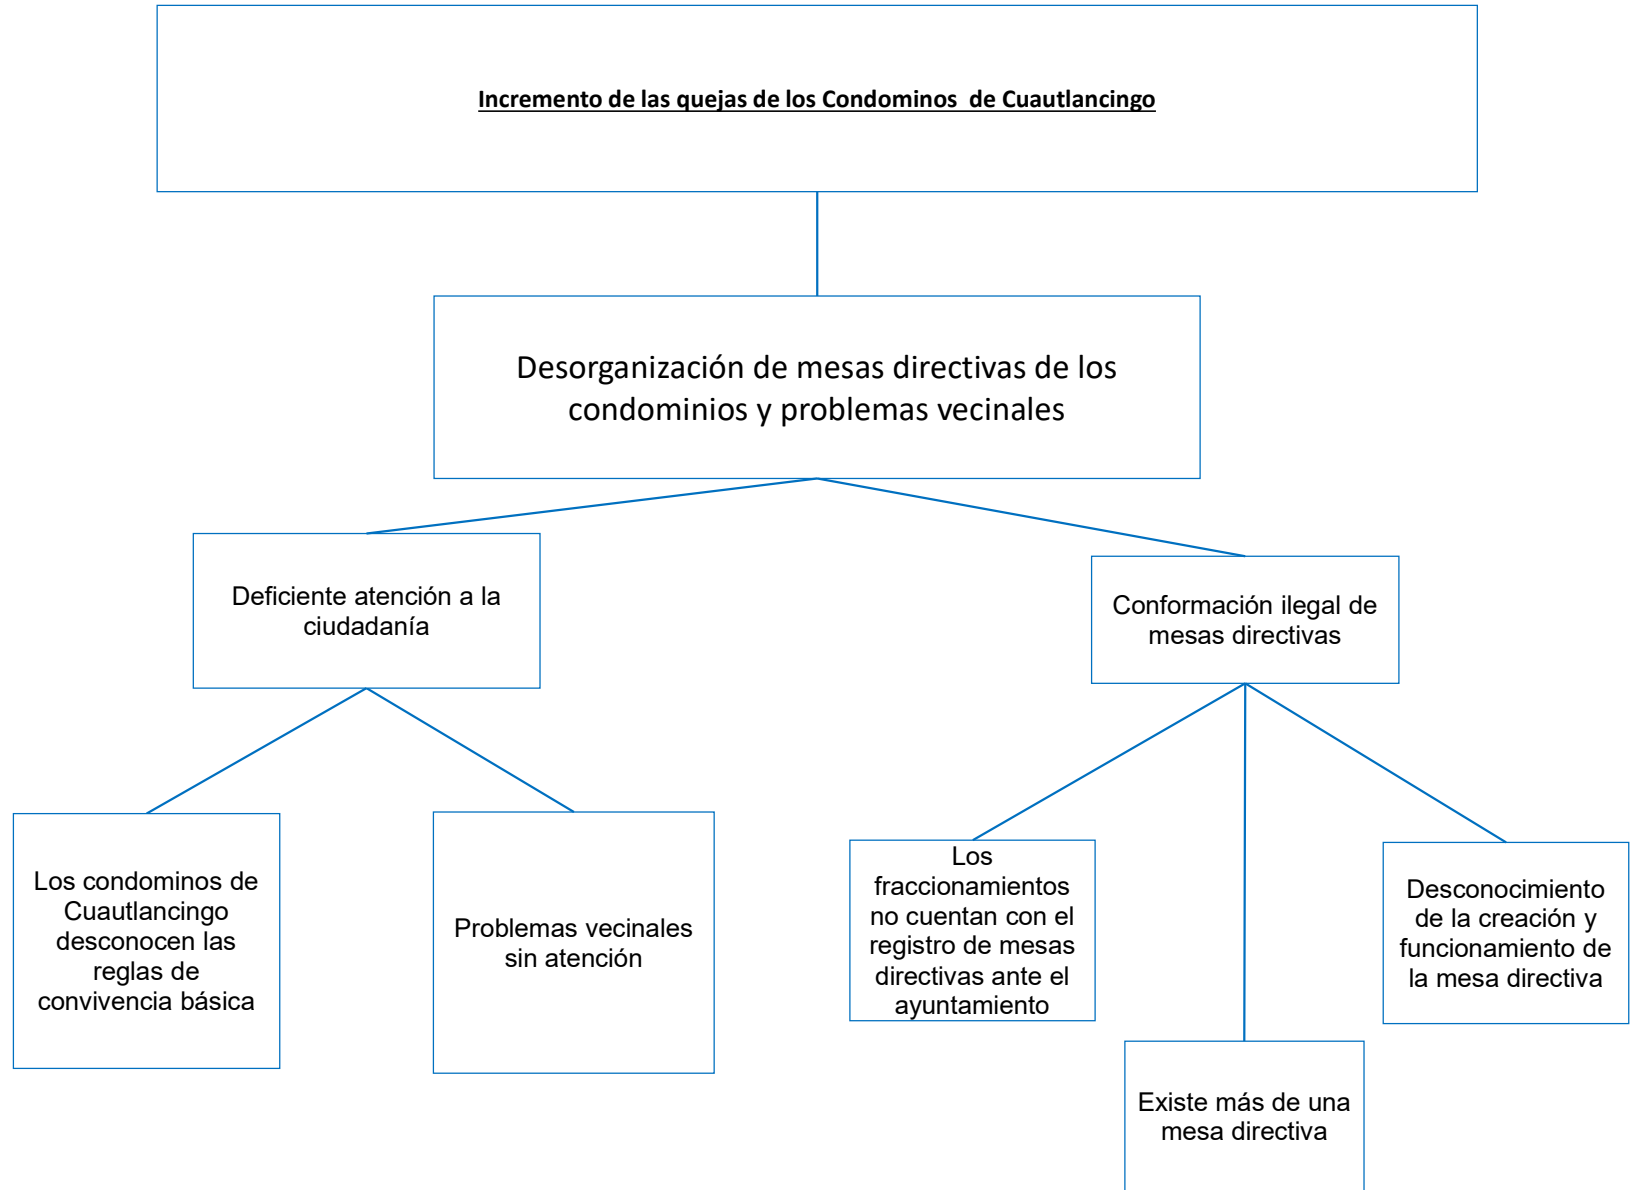 Incremento de las quejas de los Condominos  de Cuautlancingo
Desorganización de mesas directivas de los
condominios y problemas vecinales
Deficiente atención a la
ciudadanía
Conformación ilegal de
mesas directivas
Los condominos de
Cuautlancingo
desconocen las
reglas de
convivencia básica
Problemas vecinales
sin atención
Los
fraccionamientos
no cuentan con el
registro de mesas
directivas ante el
ayuntamiento
Existe más de una
mesa directiva
Desconocimiento
de la creación y
funcionamiento de
la mesa directiva